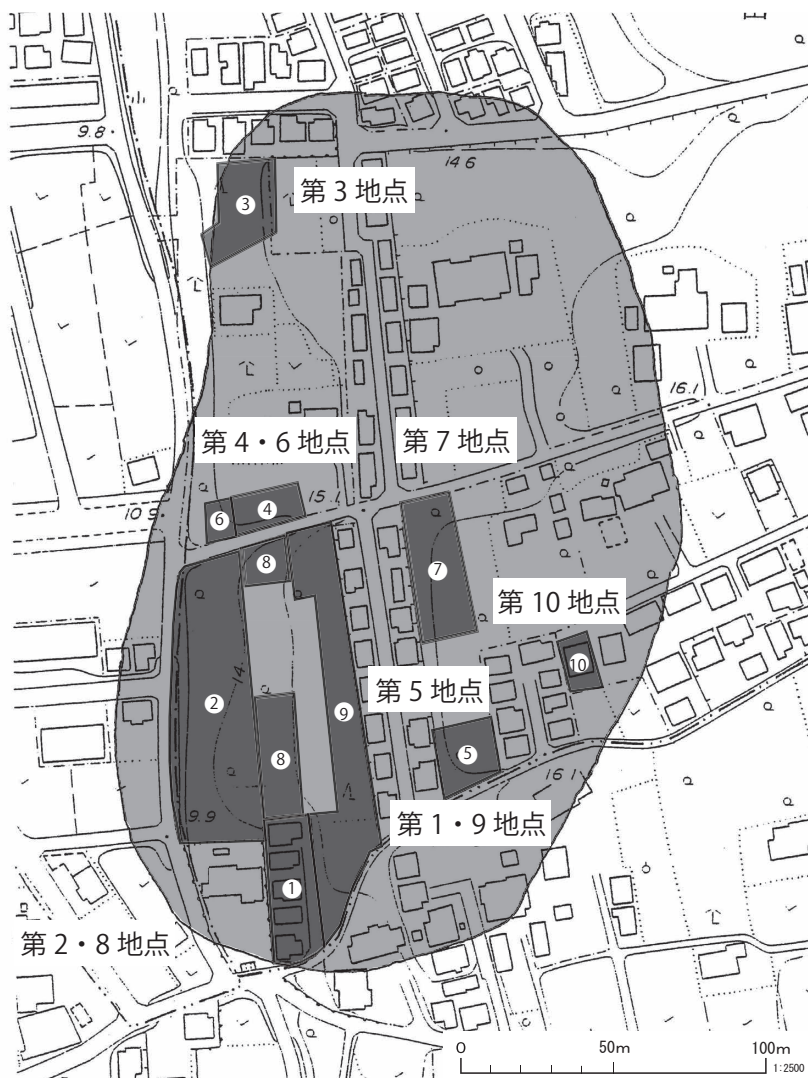 9.8
146
③
第 3 地点
16.1
第 4・6 地点
第 7 地点
15.1
④
⑥
10.9
⑧
⑦
第 10 地点
⑩
14
②
第 5 地点
⑨
⑧
⑤
16.1
9.9
第 1・9 地点
①
第 2・8 地点
0 50m 100m
1:2500